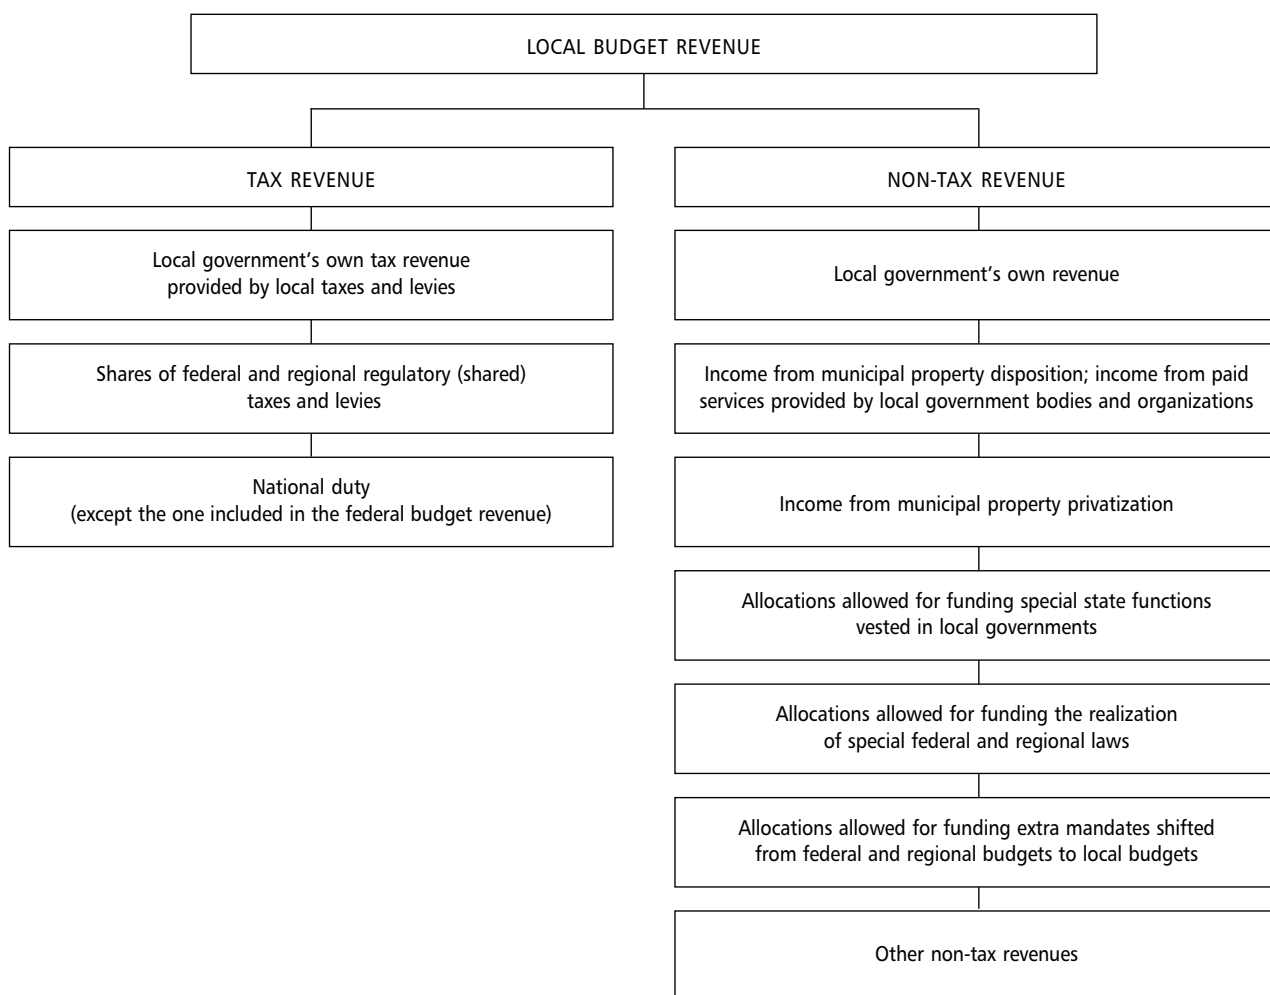 LOCAL BUDGET REVENUE
TAX REVENUE
Local government's own tax revenue
provided by local taxes and levies
Shares of federal and regional regulatory (shared)
taxes and levies
National duty
(except the one included in the federal budget revenue)
NON-TAX REVENUE
Local government's own revenue
Income from municipal property disposition; income from paid
services provided by local government bodies and organizations
Income from municipal property privatization
Allocations allowed for funding special state functions
vested in local governments
Allocations allowed for funding the realization
of special federal and regional laws
Allocations allowed for funding extra mandates shifted
from federal and regional budgets to local budgets
Other non-tax revenues